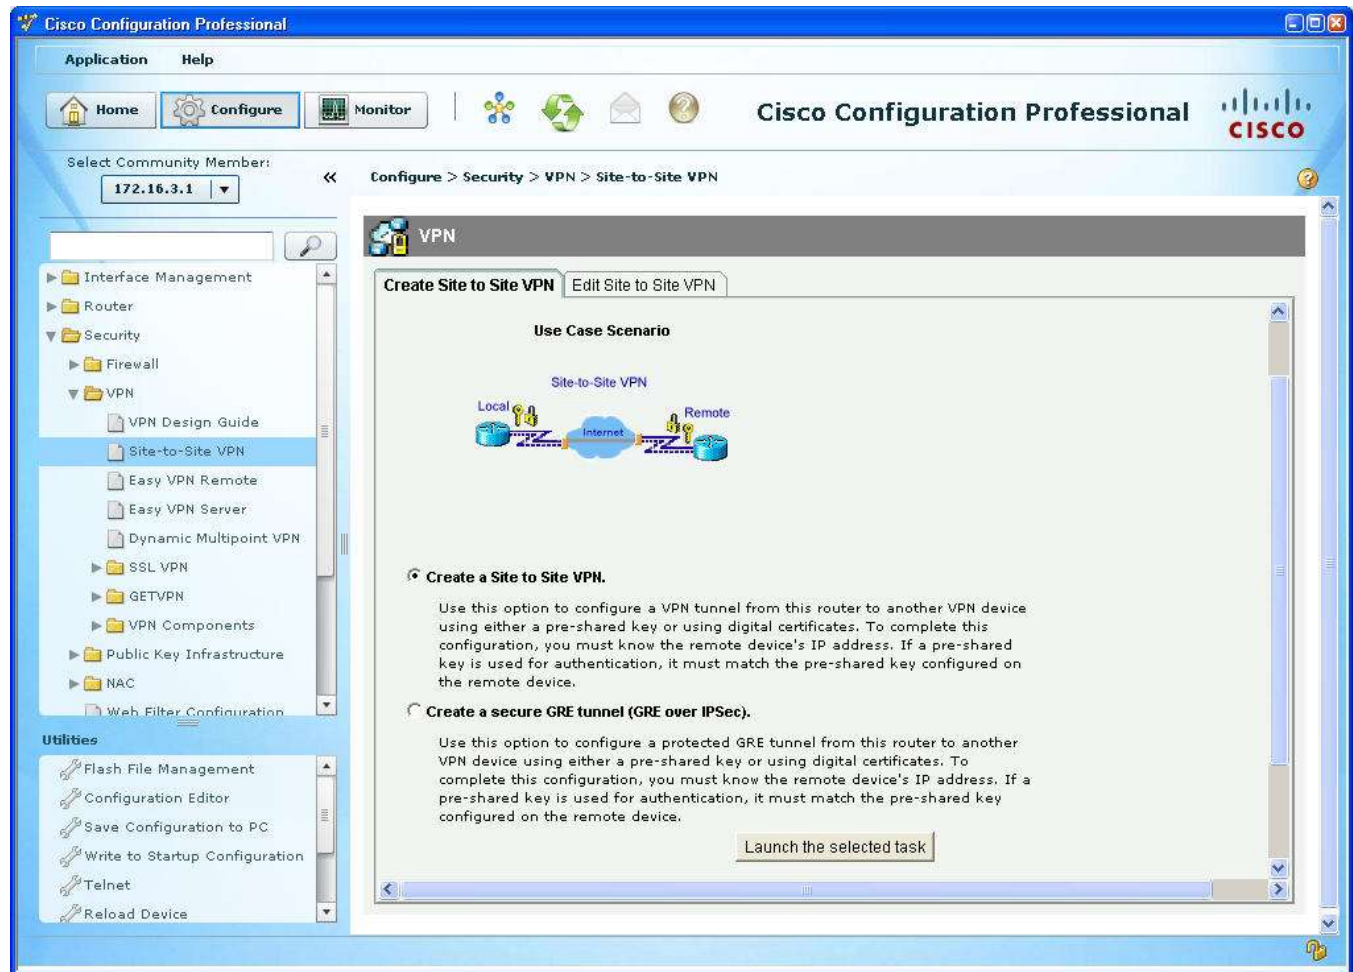 Cisco Configuration Professional
Application Help
Home Configure Monitor Cisco Configuration Professional
CISCO
Select Community Member:
172.16.3.1
Configure > Security > VPN > Site-to-Site VPN
VPN
Interface Management
Router
Security
Firewall
VPN
VPN Design Guide
Site-to-Site VPN
Easy VPN Remote
Easy VPN Server
Dynamic Multipoint VPN
SSL VPN
GETVPN
VPN Components
Public Key Infrastructure
NAC
Web Filter Configuration
Utilities
Flash File Management
Configuration Editor
Save Configuration to PC
Write to Startup Configuration
Telnet
Reload Device
Create Site to Site VPN Edit Site to Site VPN
Use Case Scenario
Site-to-Site VPN
Local
Remote
Internet
Create a Site to Site VPN.
Use this option to configure a VPN tunnel from this router to another VPN device
using either a pre-shared key or using digital certificates. To complete this
configuration, you must know the remote device's IP address. If a pre-shared
key is used for authentication, it must match the pre-shared key configured on
the remote device.
Create a secure GRE tunnel (GRE over IPSec).
Use this option to configure a protected GRE tunnel from this router to another
VPN device using either a pre-shared key or using digital certificates. To
complete this configuration, you must know the remote device's IP address. If a
pre-shared key is used for authentication, it must match the pre-shared key
configured on the remote device.
Launch the selected task